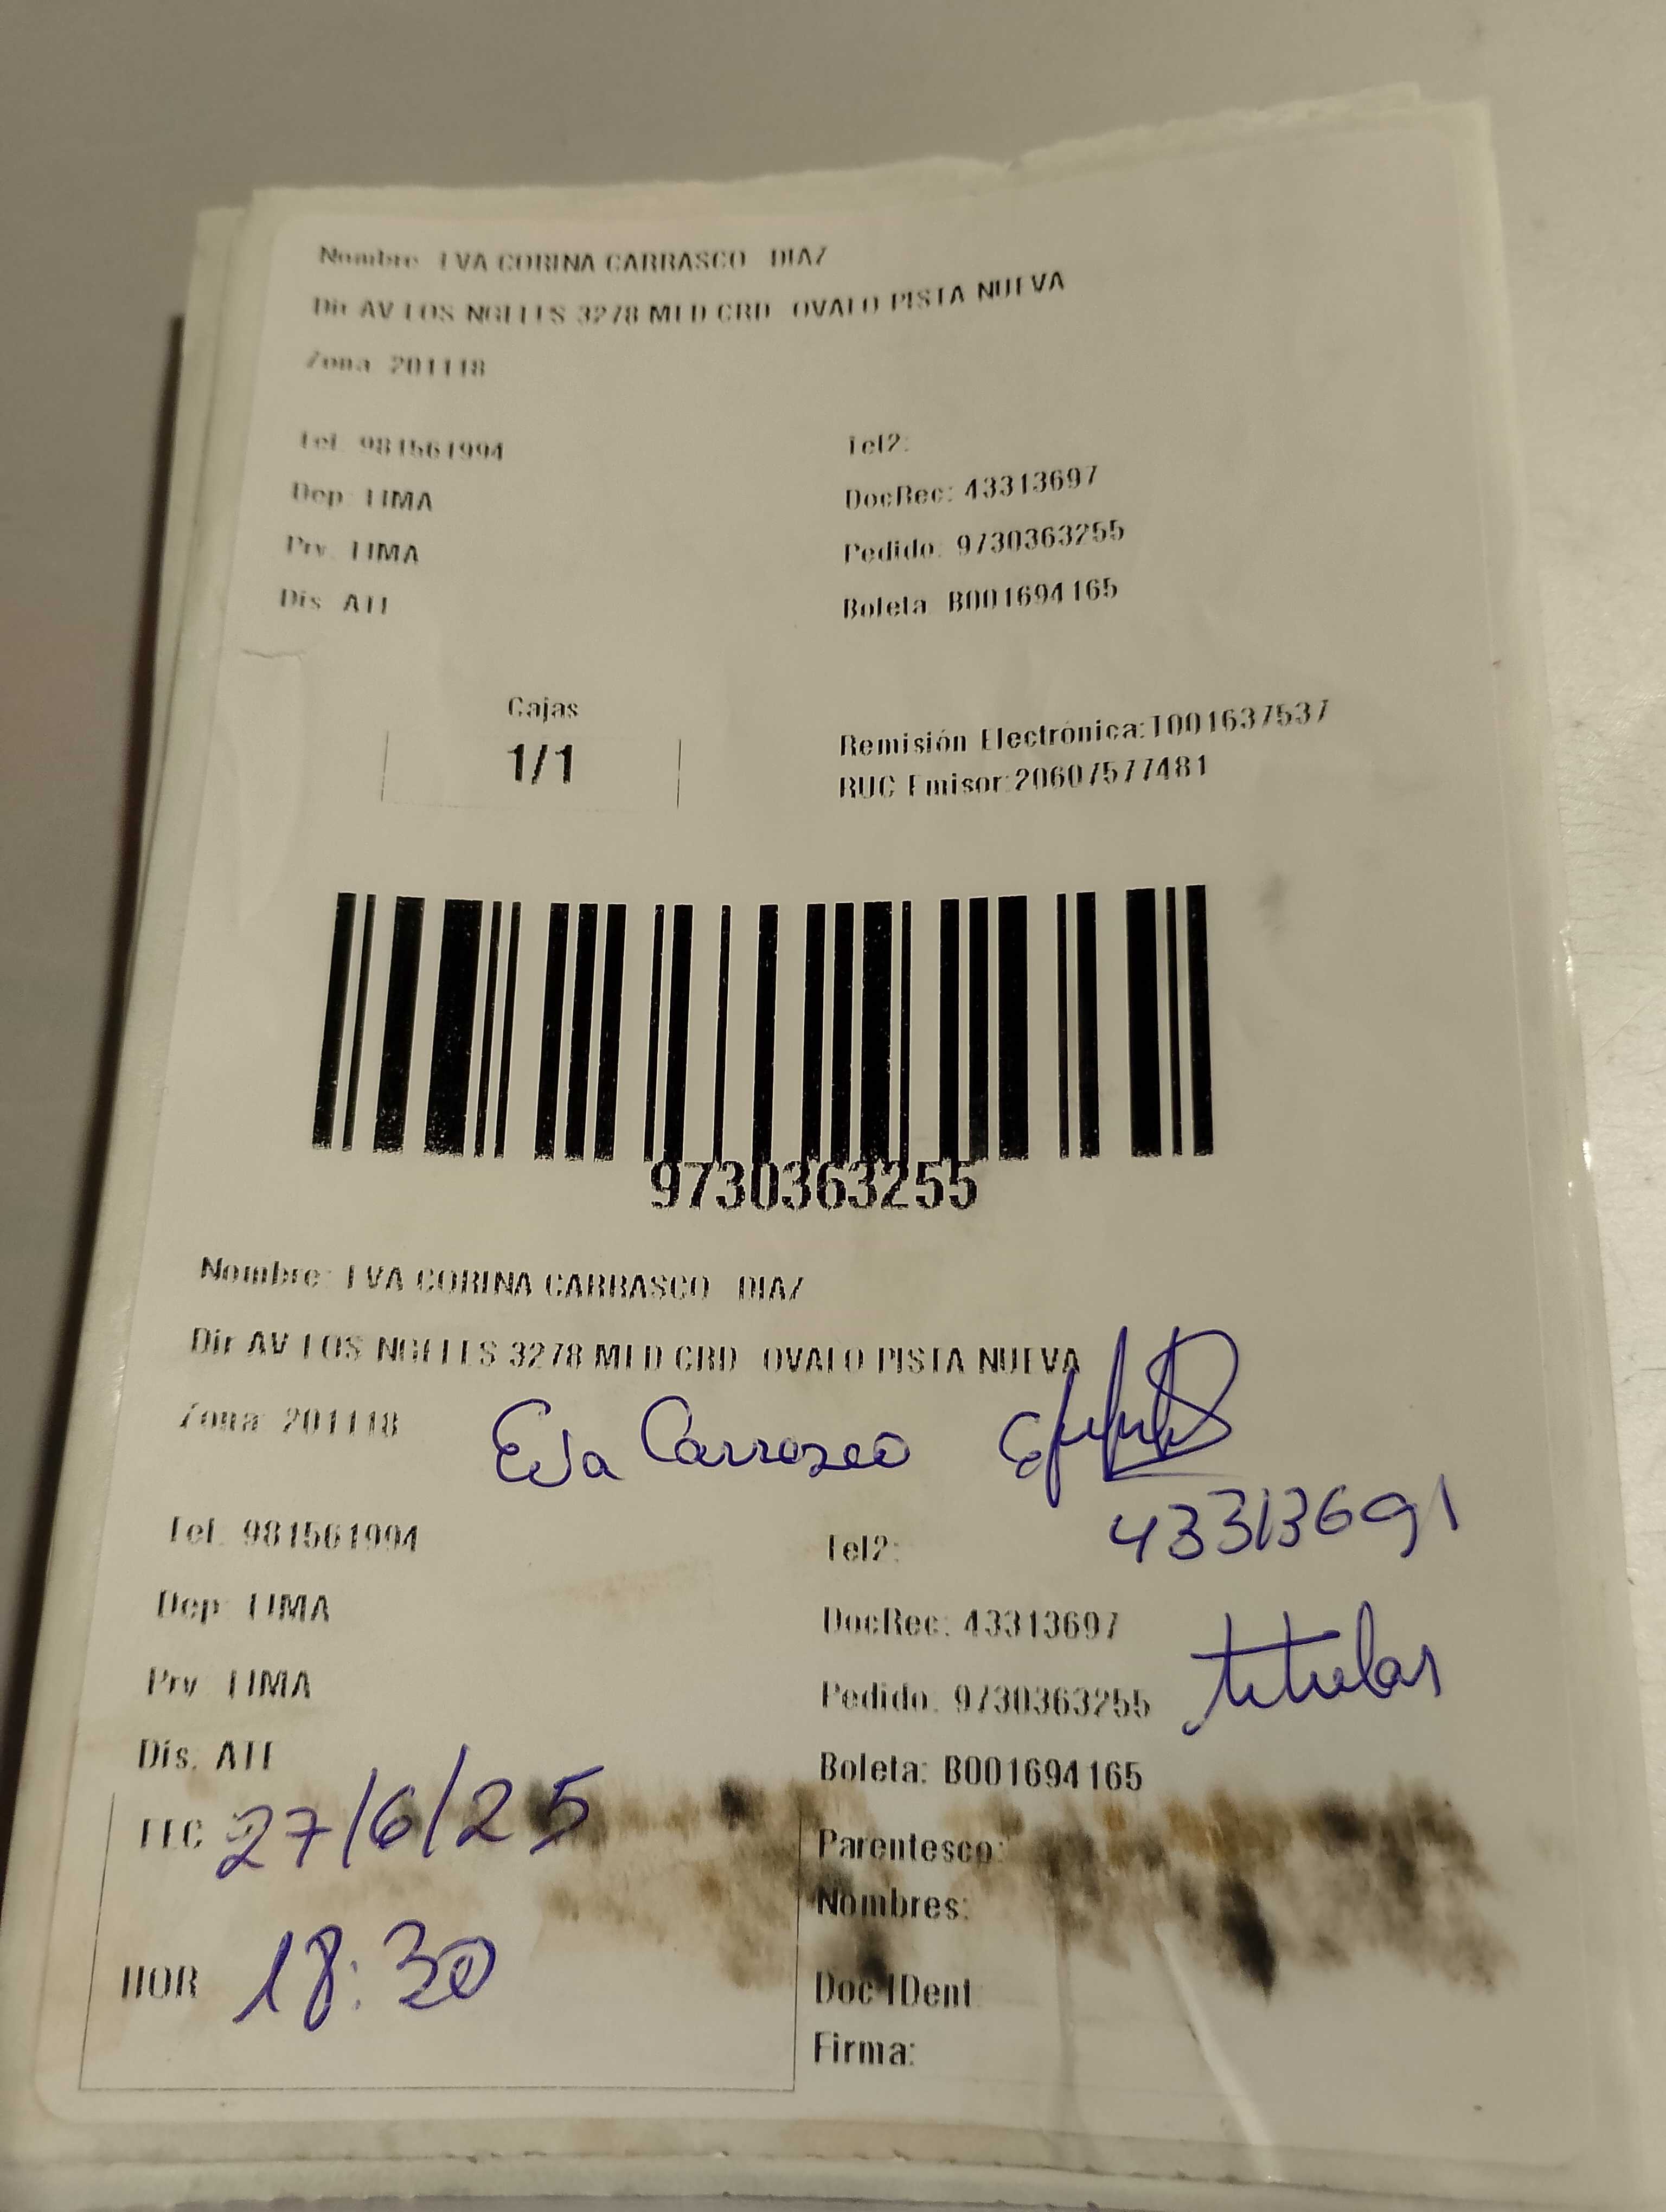 Nombre: EVA CORINA CARRASCO DIAZ
Dir AV LOS NGELES 3278 MED CRD OVALO PISTA NUEVA
Zona: 201118
Tel: 981561994 Tel2:
Dep: LIMA DocRec: 43313697
Prv: LIMA Pedido: 9730363255
Dis: ATE Boleta: B001694165
Cajas
1/1
Remisión Electrónica:T001637537
RUC Emisor:20607577481
9730363255
Nombre: EVA CORINA CARRASCO DIAZ
Dir AV LOS NGELES 3278 MED CRD OVALO PISTA NUEVA
Zona: 201118 Eva Carrasco
43313691
Tel: 981561994 Tel2:
Dep: LIMA DocRec: 43313697
titular
Prv: LIMA Pedido: 9730363255
Dis: ATE Boleta: B001694165
FEC 27/6/25 Parentesco:
Nombres:
HOR 18:30 Doc IDent:
Firma: